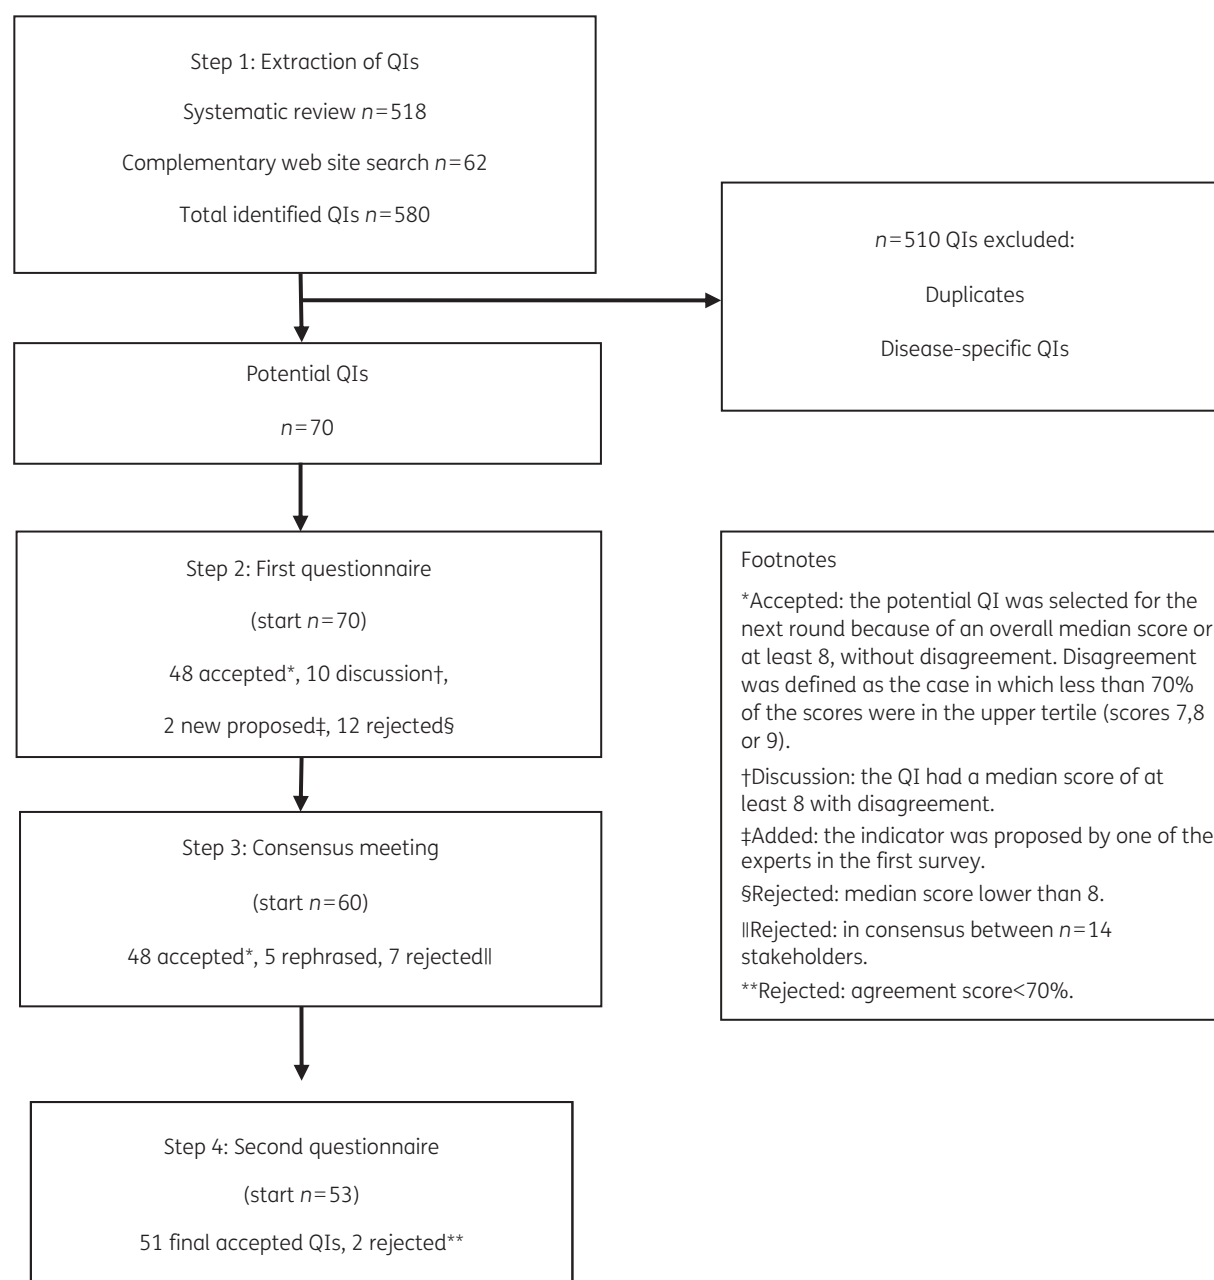 Step 1: Extraction of QIs
Systematic review n=518
Complementary web site search n=62
Total identified QIs n=580
n=510 QIs excluded:
Duplicates
Disease-specific QIs
Potential QIs
n=70
Step 2: First questionnaire
(start n=70)
48 accepted*, 10 discussion†,
2 new proposed‡, 12 rejected§
Step 3: Consensus meeting
(start n=60)
48 accepted*, 5 rephrased, 7 rejected‖
Step 4: Second questionnaire
(start n=53)
51 final accepted QIs, 2 rejected**
Footnotes
*Accepted: the potential QI was selected for the
next round because of an overall median score or
at least 8, without disagreement. Disagreement
was defined as the case in which less than 70%
of the scores were in the upper tertile (scores 7,8
or 9).
†Discussion: the QI had a median score of at
least 8 with disagreement.
‡Added: the indicator was proposed by one of the
experts in the first survey.
§Rejected: median score lower than 8.
‖Rejected: in consensus between n=14
stakeholders.
**Rejected: agreement score<70%.